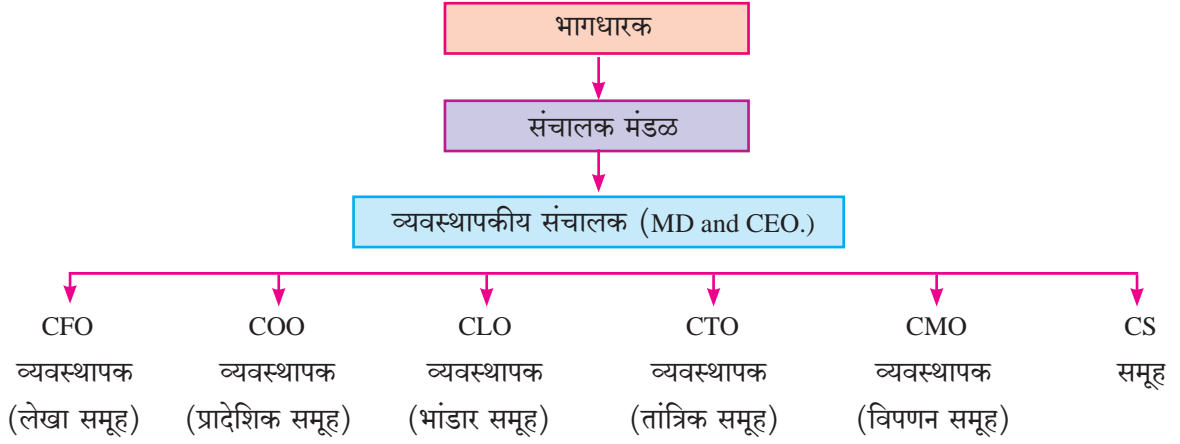 भागधारक
संचालक मंडळ
व्यवस्थापकीय संचालक (MD and CEO.)
CFO COO CLO CTO CMO CS
व्यवस्थापक व्यवस्थापक व्यवस्थापक व्यवस्थापक व्यवस्थापक समूह
(लेखा समूह) (प्रादेशिक समूह) (भांडार समूह) (तांत्रिक समूह) (विपणन समूह)